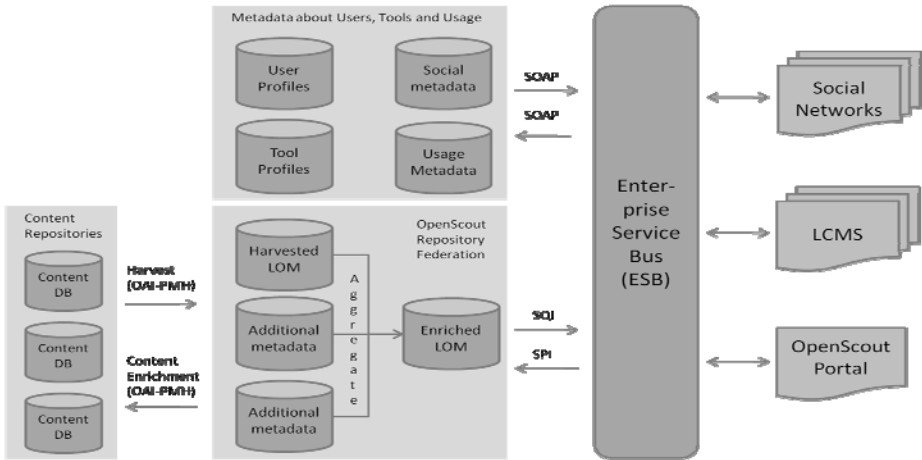 Metadata about Users, Tools and Usage
User
Profiles
Social
metadata
Tool
Profiles
Usage
Metadata
SOAP
SOAP
Enter-
prise
Service
Bus
(ESB)
Social
Networks
LCMS
OpenScout
Portal
Content
Repositories
Content
DB
Content
DB
Content
DB
Harvest
(OAI-PMH)
Content
Enrichment
(OAI-PMH)
OpenScout
Repository
Federation
Harvested
LOM
Additional
metadata
Additional
metadata
Aggregate
Enriched
LOM
SQI
SPI